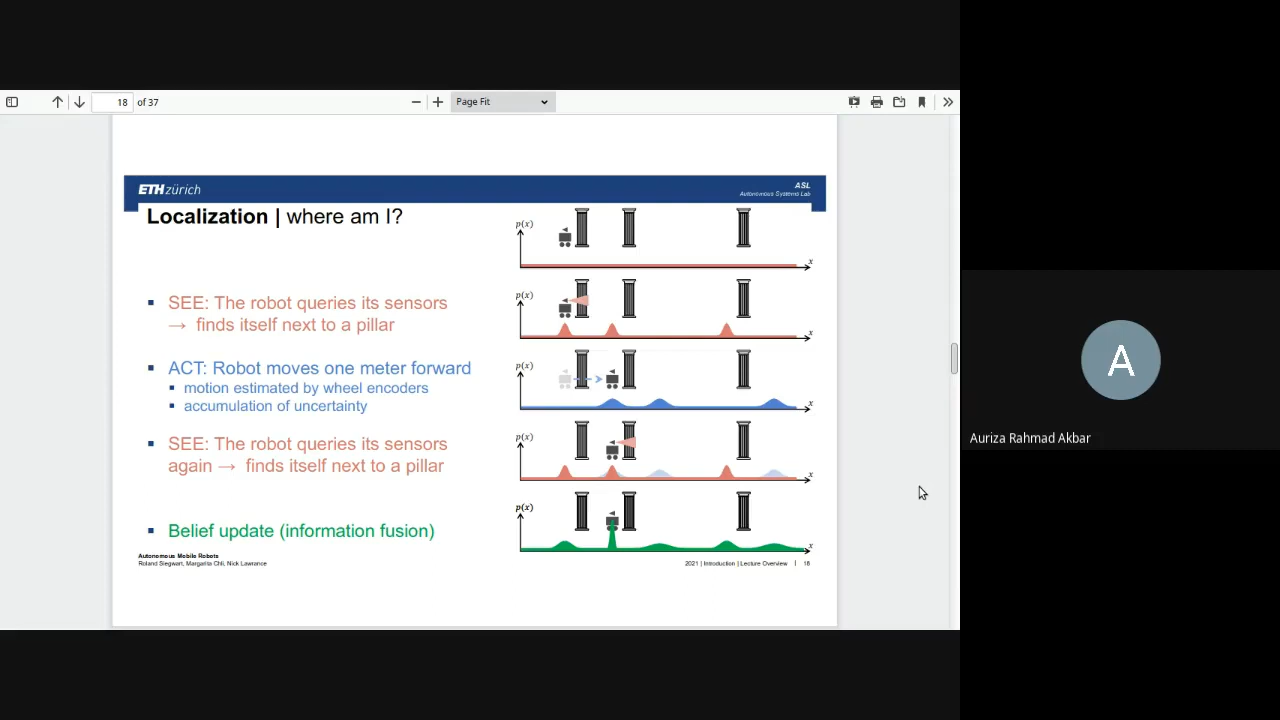 18 of 37
Page Fit
ETH zürich
ASL
Autonomous Systems Lab
Localization | where am I?
▪ SEE: The robot queries its sensors
→ finds itself next to a pillar
▪ ACT: Robot moves one meter forward
▪ motion estimated by wheel encoders
▪ accumulation of uncertainty
▪ SEE: The robot queries its sensors
again → finds itself next to a pillar
▪ Belief update (information fusion)
p(x)
x
p(x)
x
p(x)
x
p(x)
x
p(x)
x
Autonomous Mobile Robots
Roland Siegwart, Margarita Chli, Nick Lawrance
2021 | Introduction | Lecture Overview | 18
A
Auriza Rahmad Akbar